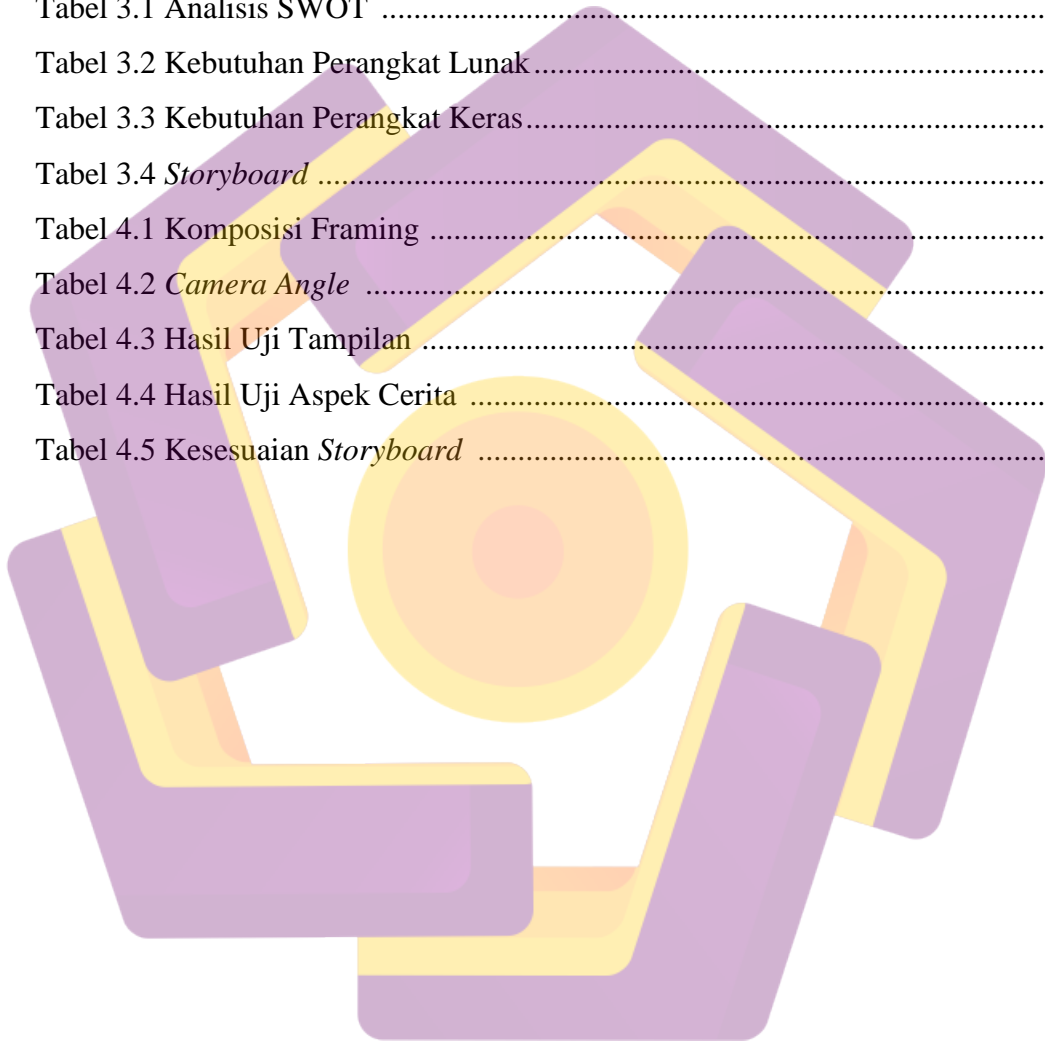 Tabel 3.1 Analisis SWOT ........................................................................................
Tabel 3.2 Kebutuhan Perangkat Lunak.................................................................
Tabel 3.3 Kebutuhan Perangkat Keras..................................................................
Tabel 3.4 Storyboard ............................................................................................
Tabel 4.1 Komposisi Framing ..............................................................................
Tabel 4.2 Camera Angle ......................................................................................
Tabel 4.3 Hasil Uji Tampilan ...............................................................................
Tabel 4.4 Hasil Uji Aspek Cerita .........................................................................
Tabel 4.5 Kesesuaian Storyboard ........................................................................